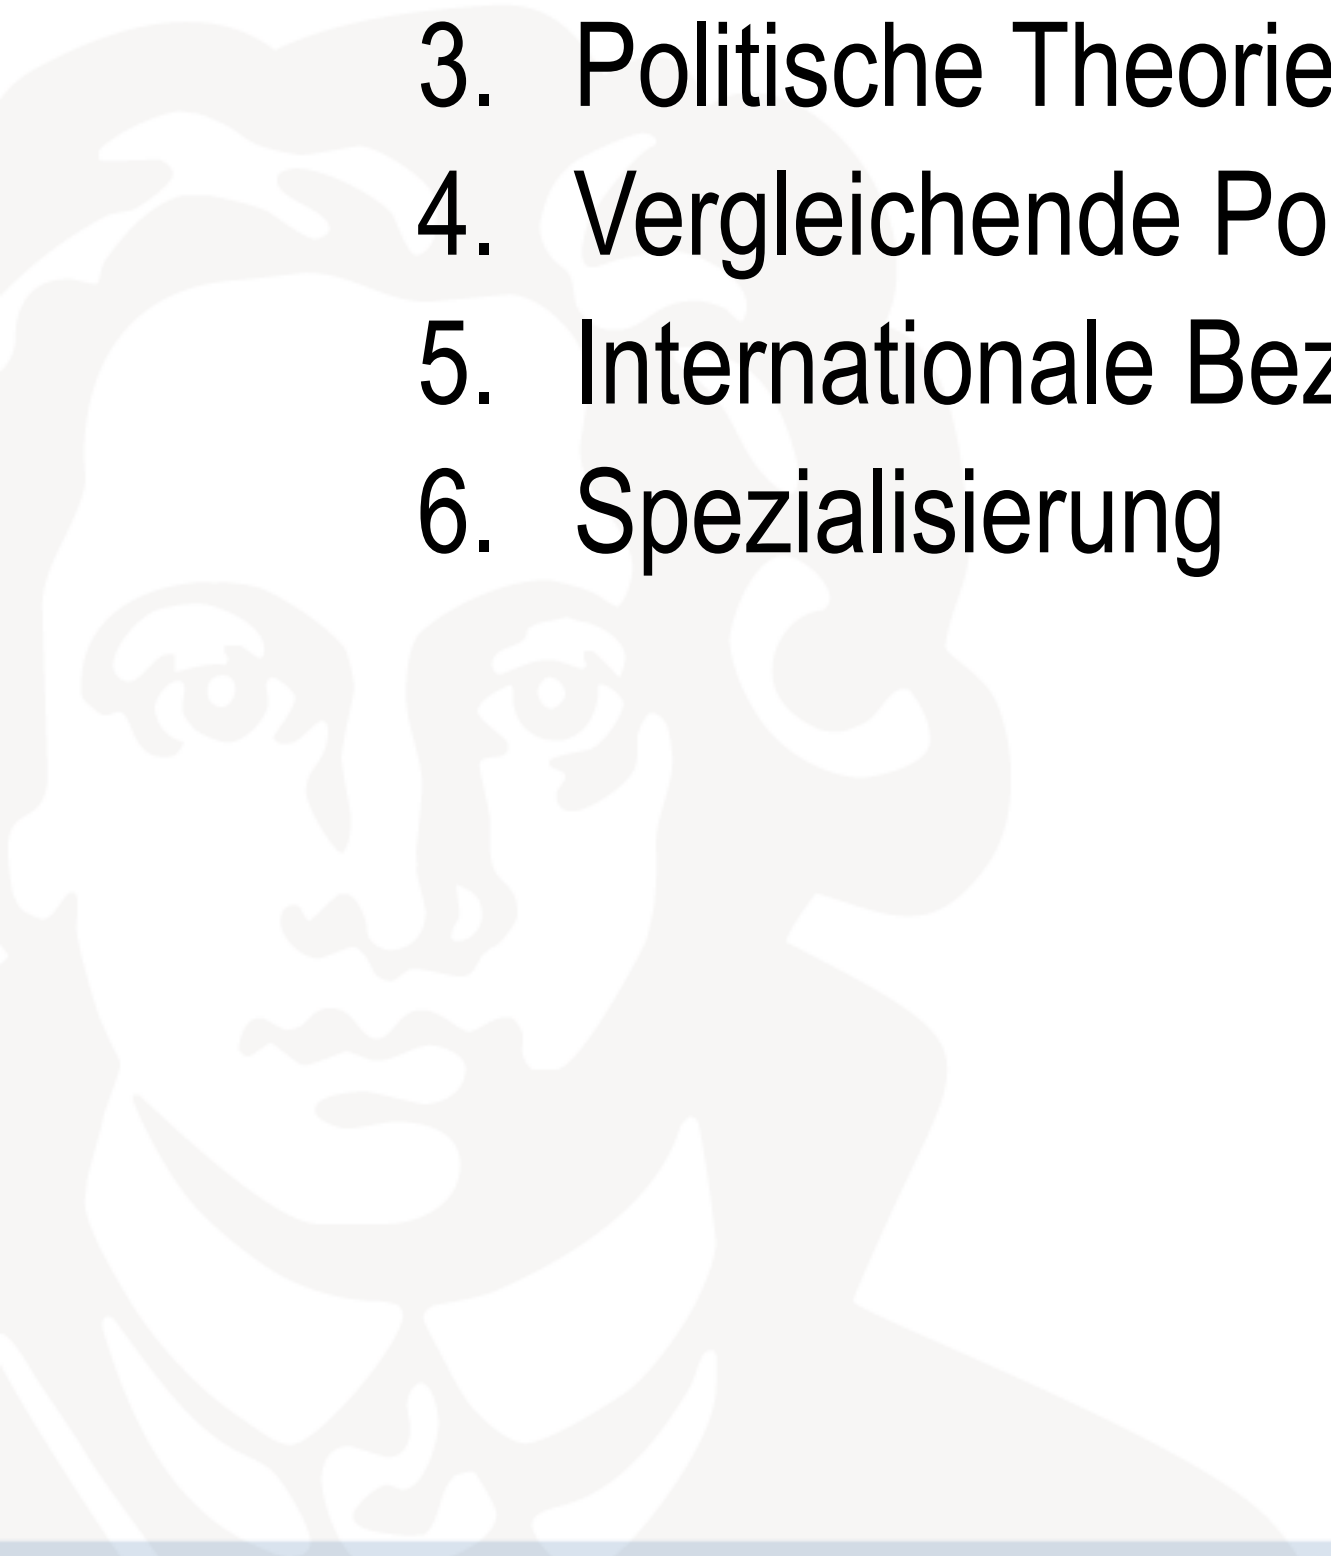 3. Politische Theorie
4. Vergleichende Po
5. Internationale Bez
6. Spezialisierung